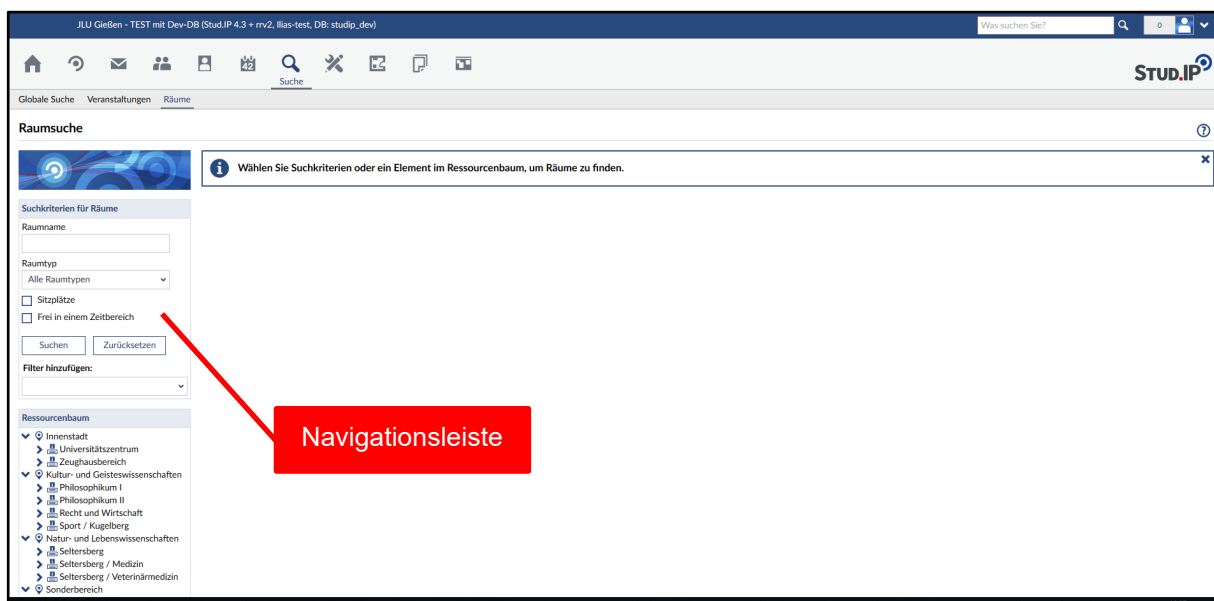 JLU Gießen - TEST mit Dev-DB (Stud.IP 4.3 + rrv2, Ilias-test, DB: studip_dev)
Was suchen Sie?
0
42
Suche
STUD.IP
Globale Suche Veranstaltungen Räume
Raumsuche
Wählen Sie Suchkriterien oder ein Element im Ressourcenbaum, um Räume zu finden.
Suchkriterien für Räume
Raumname
Raumtyp
Alle Raumtypen
Sitzplätze
Frei in einem Zeitbereich
Suchen Zurücksetzen
Filter hinzufügen:
Navigationsleiste
Ressourcenbaum
Innenstadt
Universitätszentrum
Zeughausbereich
Kultur- und Geisteswissenschaften
Philosophikum I
Philosophikum II
Recht und Wirtschaft
Sport / Kugelberg
Natur- und Lebenswissenschaften
Seltersberg
Seltersberg / Medizin
Seltersberg / Veterinärmedizin
Sonderbereich